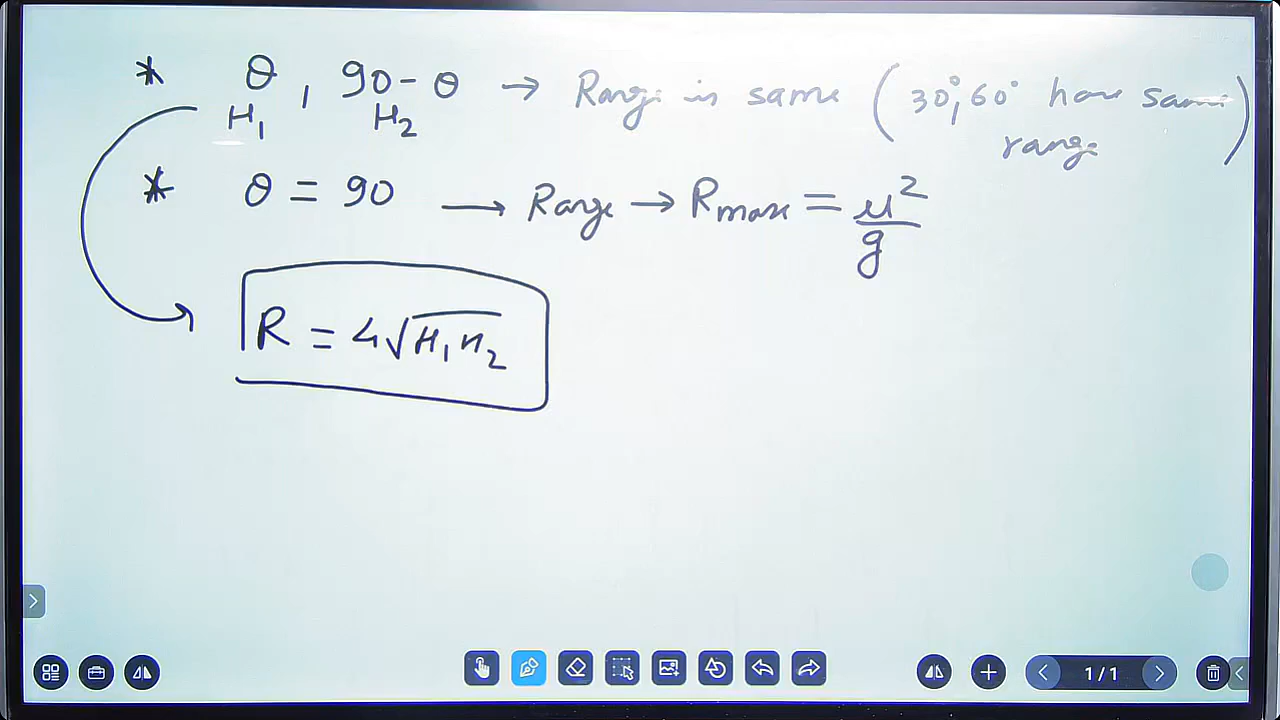 * θ, 90-θ → Range is same (30°, 60° have same
H₁ H₂ range)
* θ = 90 → Range → Rmax = u²/g
R = 4√H₁H₂
1/1